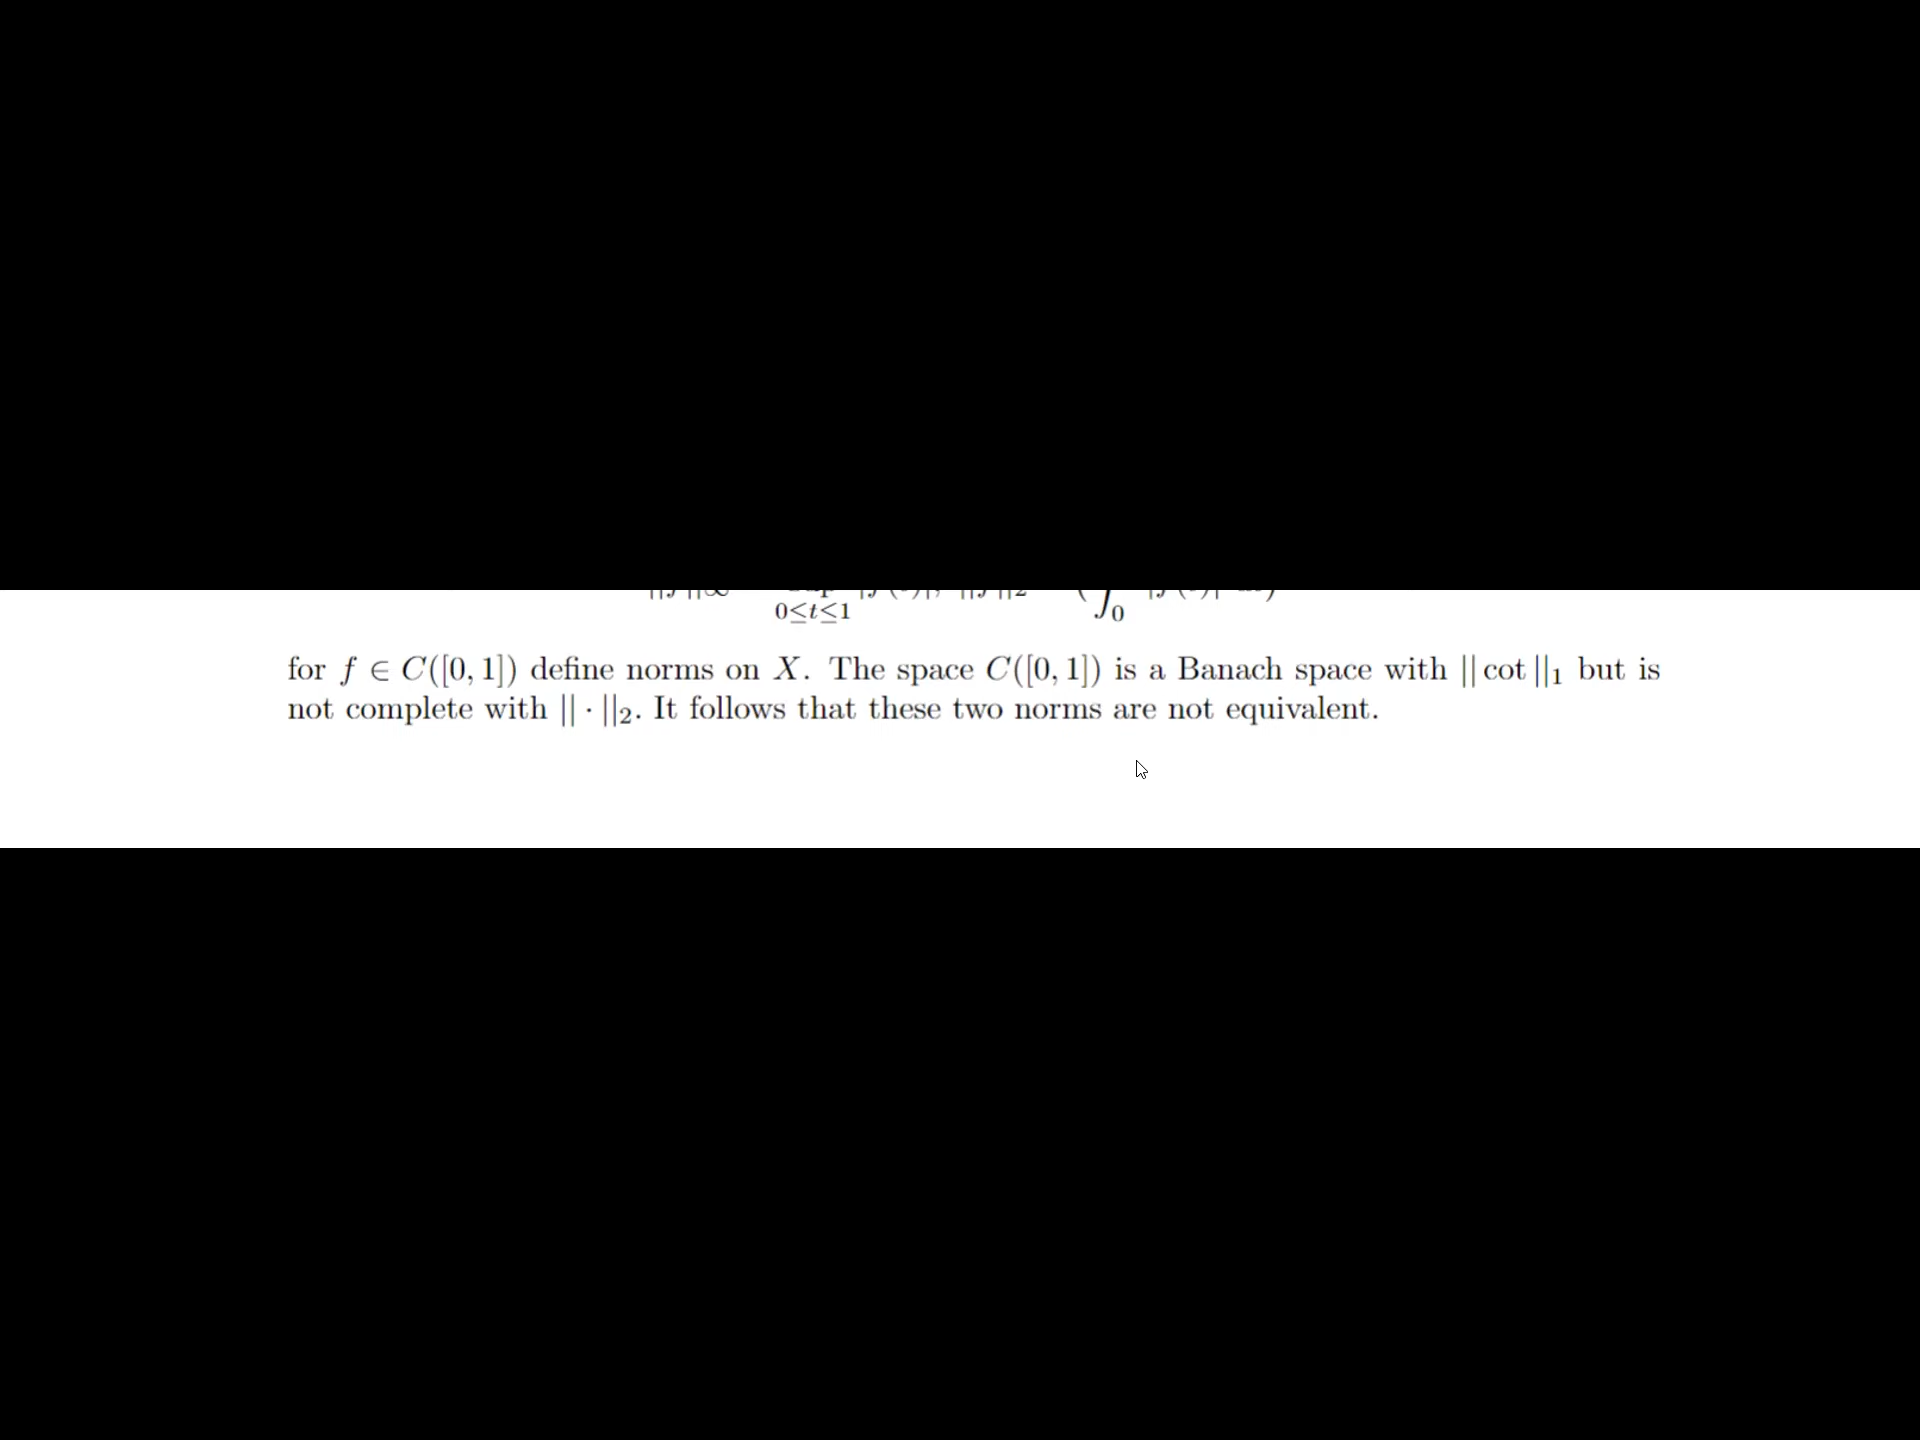 0≤t≤1 ∫0
for f ∈ C([0, 1]) define norms on X. The space C([0, 1]) is a Banach space with || cot ||1 but is
not complete with || · ||2. It follows that these two norms are not equivalent.